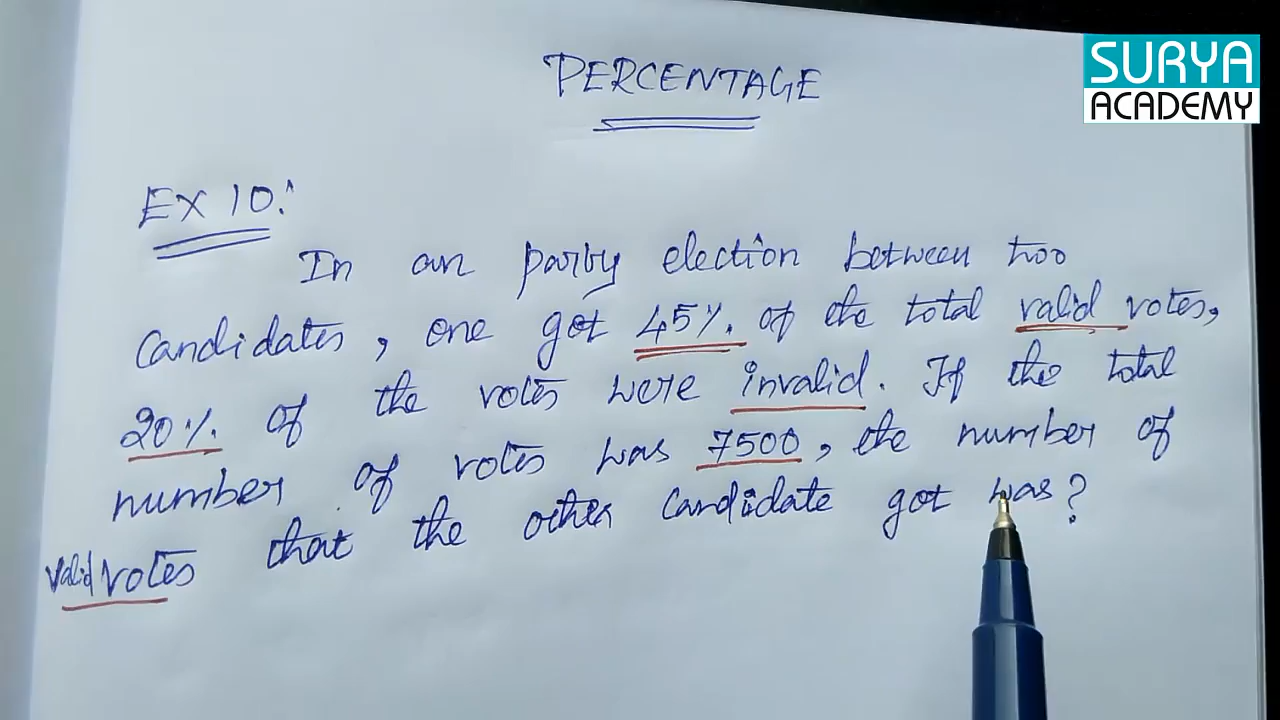 SURYA
ACADEMY
PERCENTAGE
EX 10:
In an party election between two
candidates, one got 45%. of the total valid votes,
20% of the votes were invalid. If the total
number of votes was 7500, the number of
valid votes that the other candidate got was?